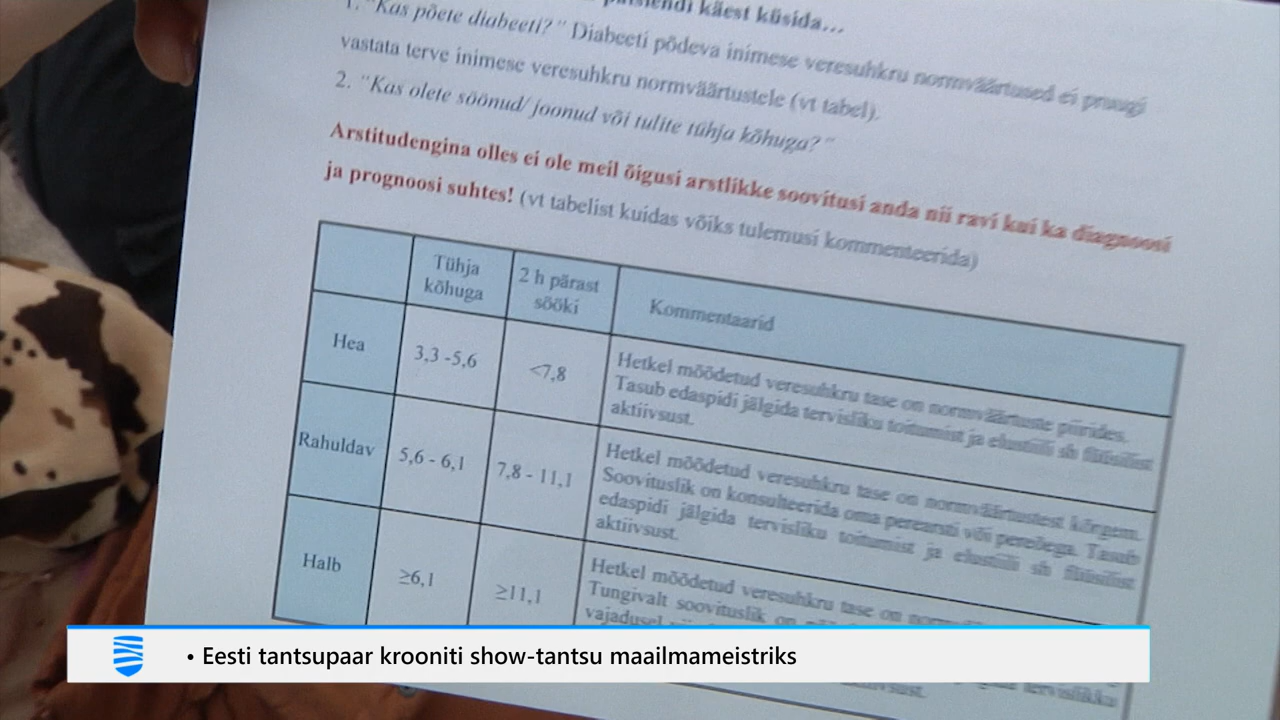 käest küsida...
1. "Kas põete diabeeti?" Diabeeti põdeva inimese veresuhkru normväärtused ei pruugi
vastata terve inimese veresuhkru normväärtustele (vt tabel).
2. "Kas olete söönud/ joonud või tulite tühja kõhuga?"
Arstitudengina olles ei ole meil õigusi arstlikke soovitusi anda nii ravi kui ka diagnoosi
ja prognoosi suhtes! (vt tabelist kuidas võiks tulemusi kommenteerida)
Tühja kõhuga
2 h pärast sööki
Kommentaarid
Hea
3,3 -5,6
<7,8
Hetkel mõõdetud veresuhkru tase on normväärtuste piirides.
Tasub edaspidi jälgida tervisliku toitumist ja elustiili sh füüsilist
aktiivsust.
Rahuldav
5,6 - 6,1
7,8 - 11,1
Hetkel mõõdetud veresuhkru tase on normväärtustest kõrgem.
Soovituslik on konsulteerida oma perearsti või pereõega. Tasub
edaspidi jälgida tervisliku toitumist ja elustiili sh füüsilist
aktiivsust.
Halb
≥6,1
≥11,1
Hetkel mõõdetud veresuhkru tase on
Tungivalt soovituslik on
vajadusel
tervislikku
• Eesti tantsupaar krooniti show-tantsu maailmameistriks